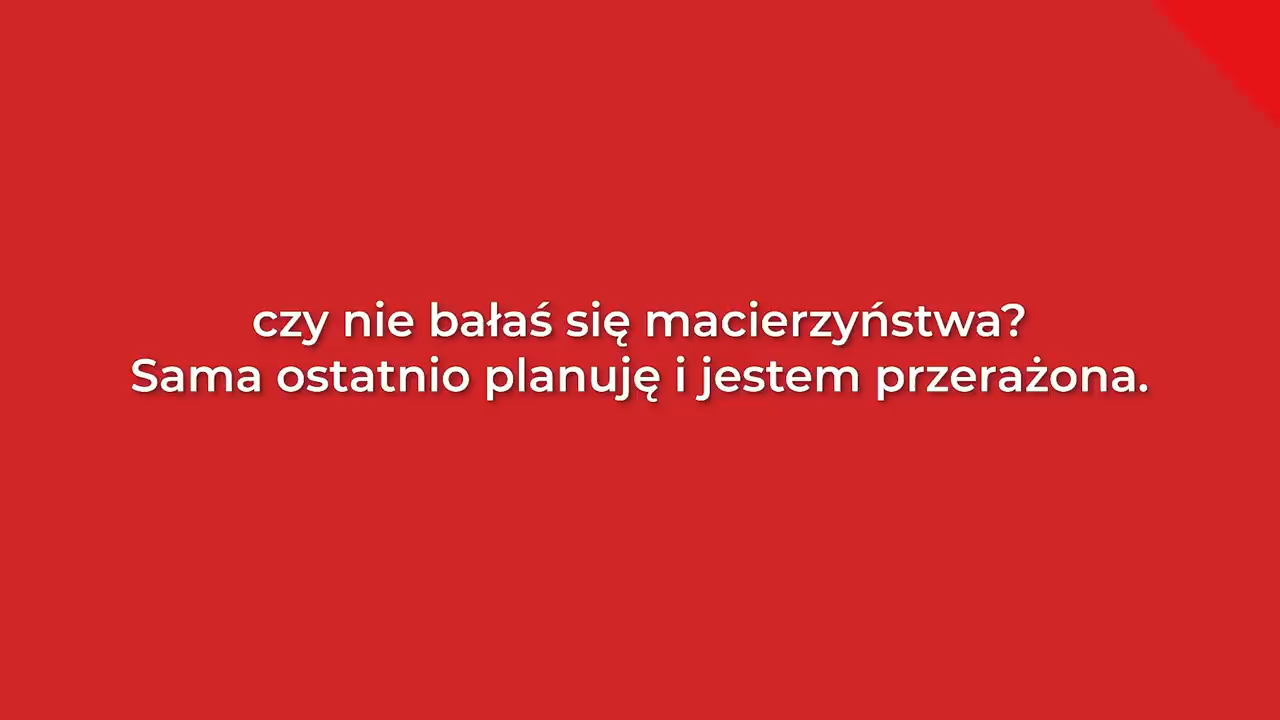 czy nie bałaś się macierzyństwa?
Sama ostatnio planuję i jestem przerażona.